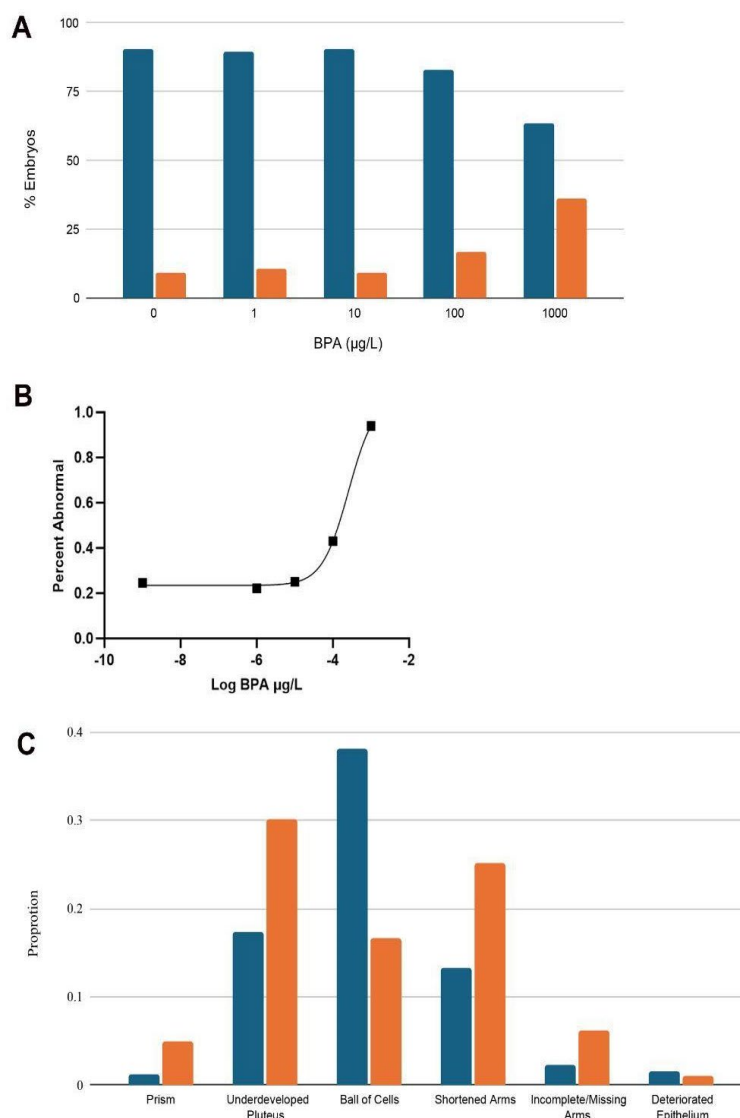 A
100
75
50
25
0
% Embryos
0 1 10 100 1000
BPA (µg/L)
B
1.0
0.8
0.6
0.4
0.2
0.0
Percent Abnormal
-10 -8 -6 -4 -2
Log BPA µg/L
C
0.4
0.3
0.2
0.1
0
Proprotion
Prism Underdeveloped Ball of Cells Shortened Arms Incomplete/Missing Deteriorated
Pluteus Arms Epithelium